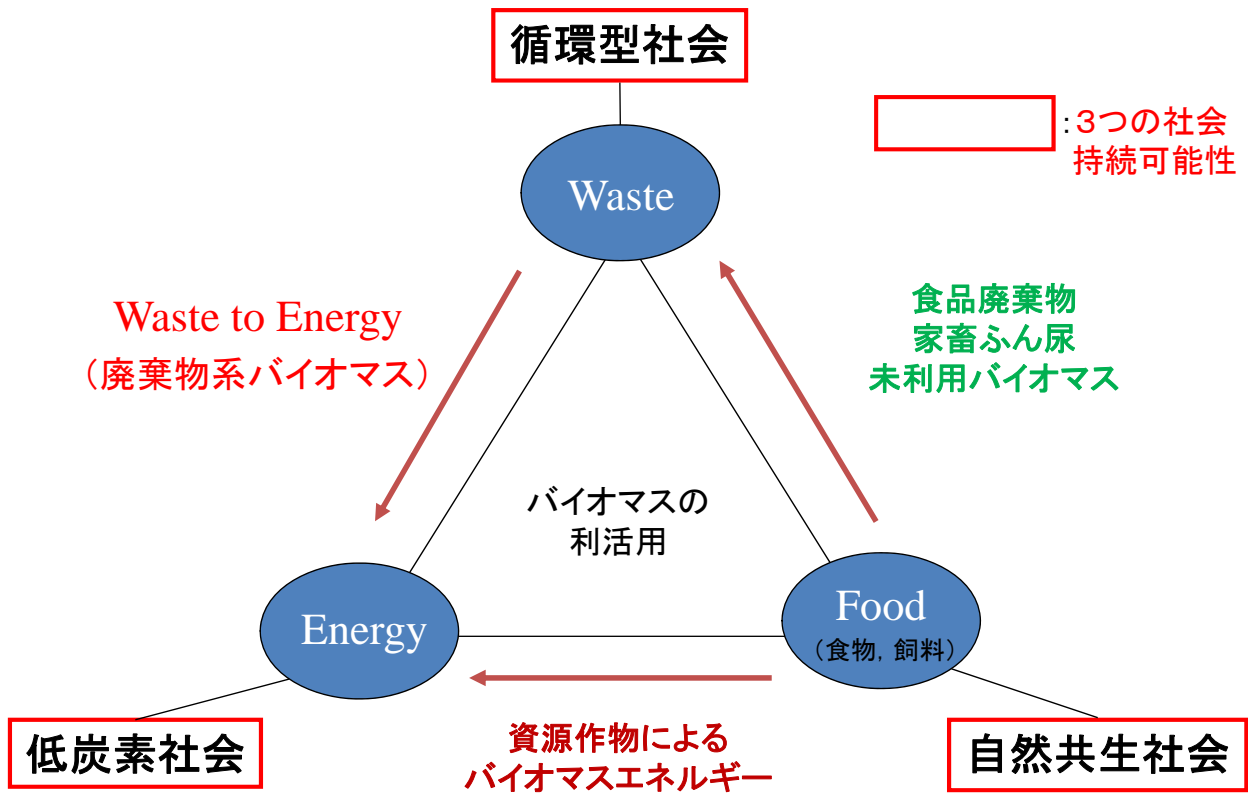 循環型社会
:3つの社会
持続可能性
Waste
Waste to Energy
(廃棄物系バイオマス)
食品廃棄物
家畜ふん尿
未利用バイオマス
バイオマスの
利活用
Energy
Food
(食物, 飼料)
低炭素社会
資源作物による
バイオマスエネルギー
自然共生社会